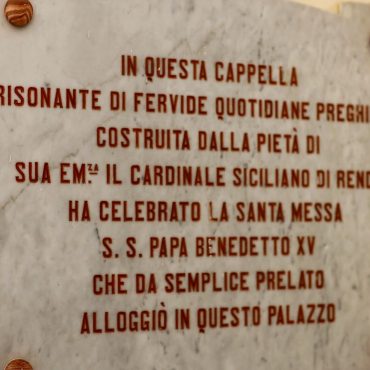 IN QUESTA CAPPELLA
RISONANTE DI FERVIDE QUOTIDIANE PREGHI
COSTRUITA DALLA PIETÀ DI
SUA EM.ZA IL CARDINALE SICILIANO DI REND
HA CELEBRATO LA SANTA MESSA
S. S. PAPA BENEDETTO XV
CHE DA SEMPLICE PRELATO
ALLOGGIÒ IN QUESTO PALAZZO